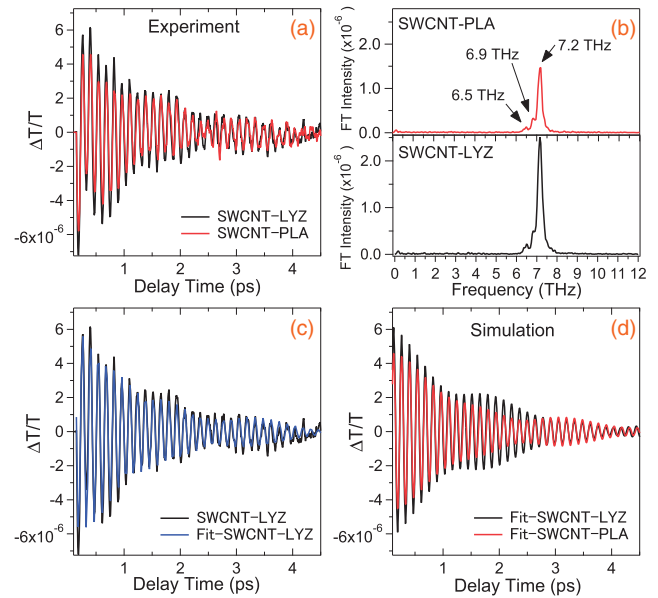 Experiment
(a)
6
4
2
0
-2
-4
-6x10-6
ΔT/T
SWCNT-LYZ
SWCNT-PLA
1
2
3
4
Delay Time (ps)
SWCNT-PLA
(b)
7.2 THz
6.9 THz
6.5 THz
2.0
1.0
0.0
FT Intensity (x10-6)
SWCNT-LYZ
2.0
1.0
0.0
FT Intensity (x10-6)
0 1 2 3 4 5 6 7 8 9 10 11 12
Frequency (THz)
(c)
6
4
2
0
-2
-4
-6x10-6
ΔT/T
SWCNT-LYZ
Fit-SWCNT-LYZ
1
2
3
4
Delay Time (ps)
Simulation
(d)
6
4
2
0
-2
-4
-6x10-6
ΔT/T
Fit-SWCNT-LYZ
Fit-SWCNT-PLA
1
2
3
4
Delay Time (ps)